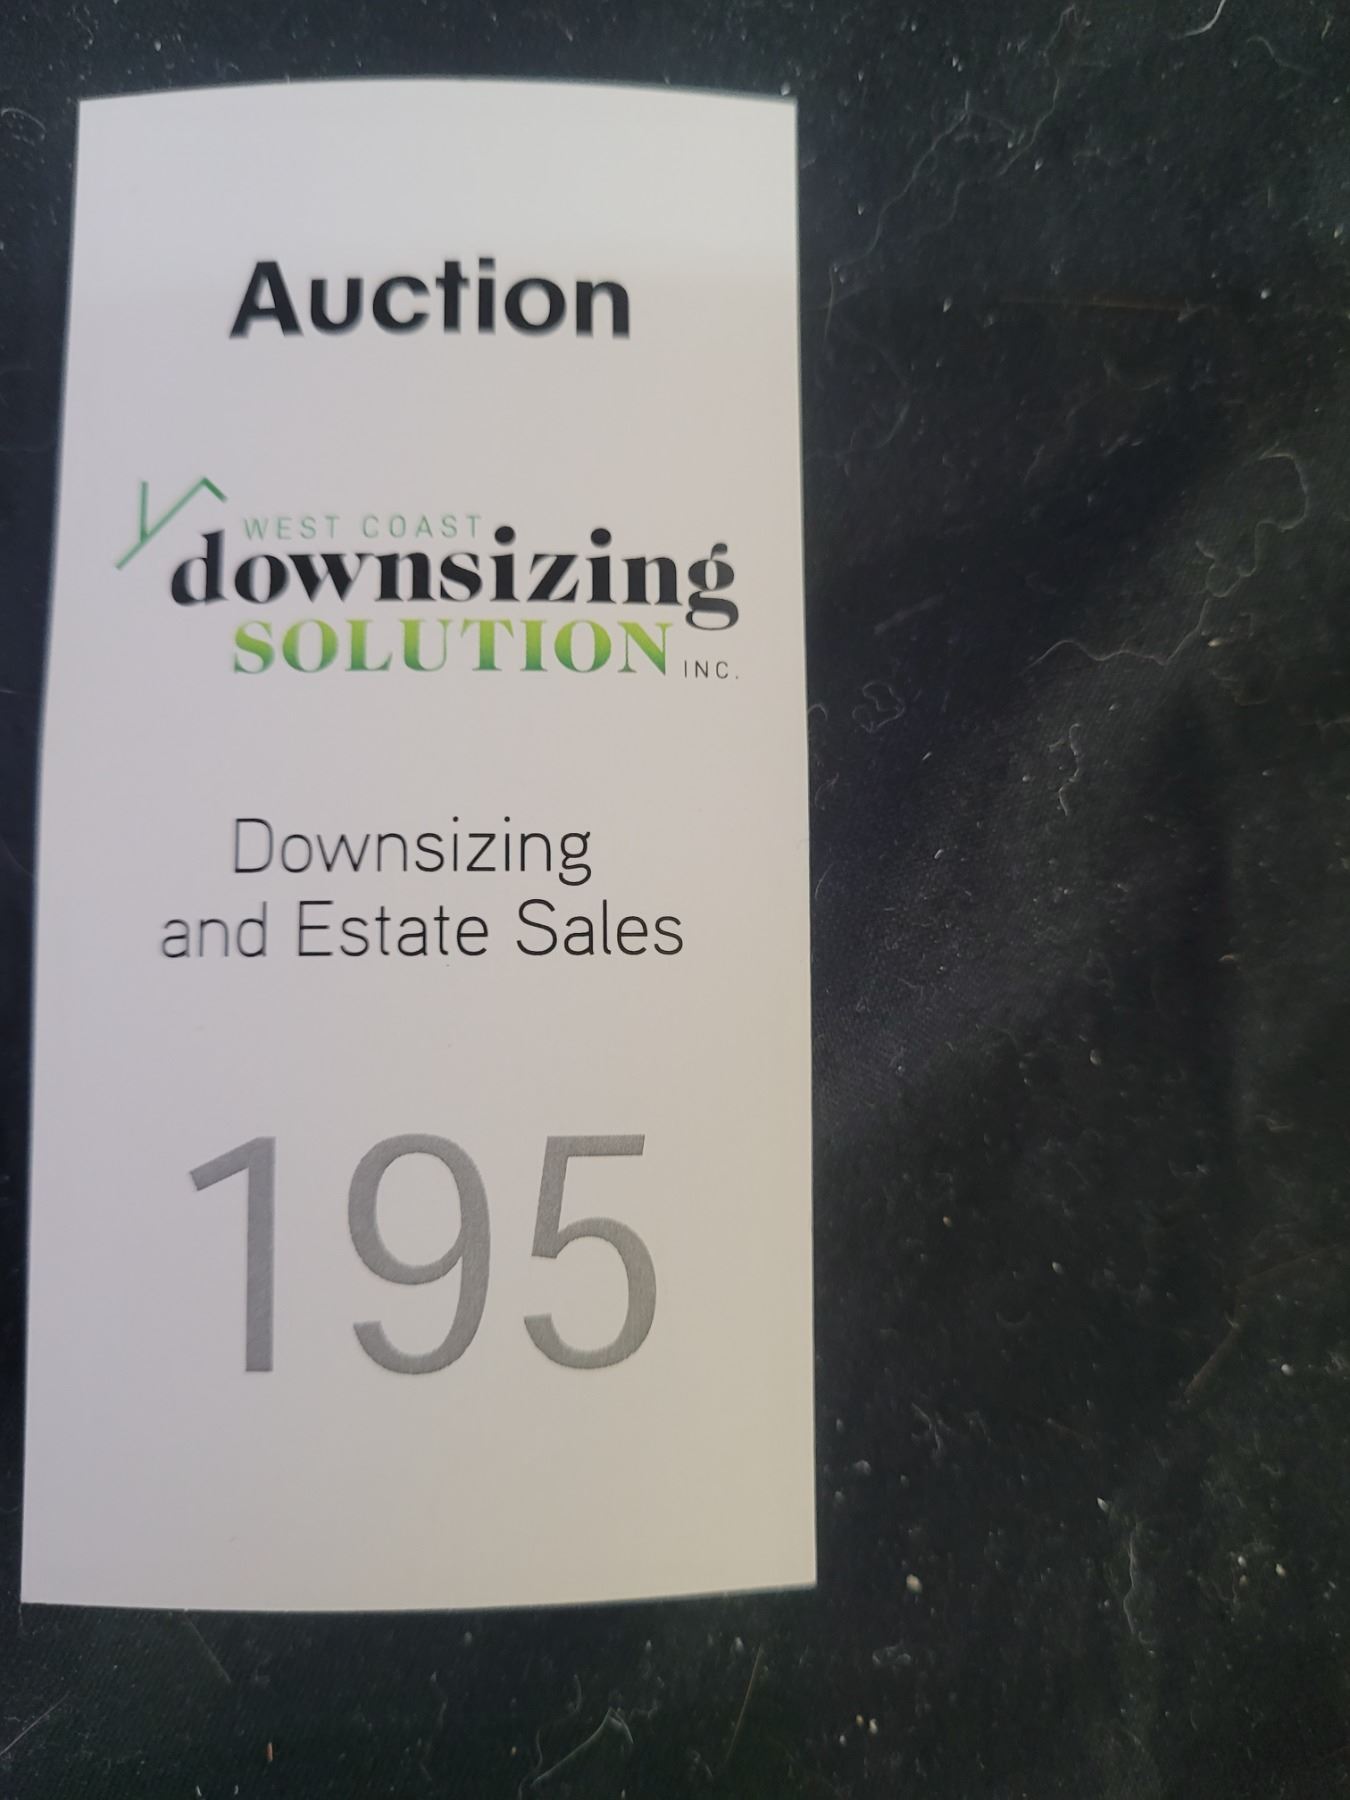 Auction
WEST COAST
downsizing
SOLUTION INC.
Downsizing
and Estate Sales
195